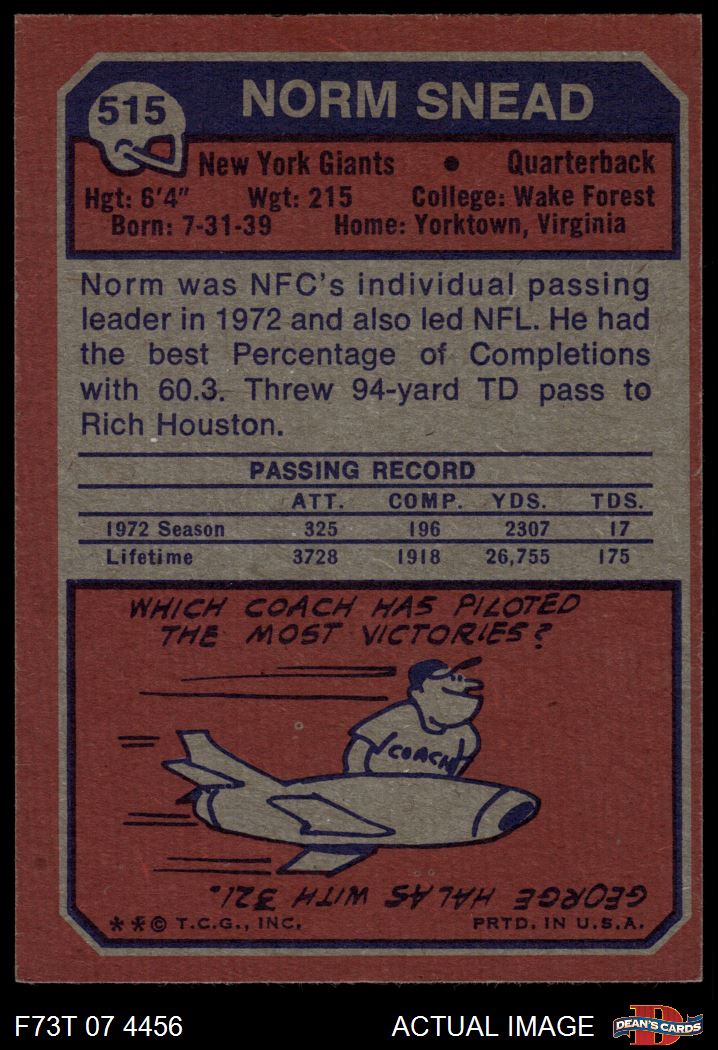 515
NORM SNEAD
New York Giants • Quarterback
Hgt: 6'4" Wgt: 215 College: Wake Forest
Born: 7-31-39 Home: Yorktown, Virginia
Norm was NFC's individual passing
leader in 1972 and also led NFL. He had
the best Percentage of Completions
with 60.3. Threw 94-yard TD pass to
Rich Houston.
PASSING RECORD
ATT. COMP. YDS. TDS.
1972 Season 325 196 2307 17
Lifetime 3728 1918 26,755 175
WHICH COACH HAS PILOTED
THE MOST VICTORIES?
COACH
GEORGE HALAS WITH 321.
**© T.C.G., INC. PRTD. IN U.S.A.
F73T 07 4456 ACTUAL IMAGE
D
DEAN'S CARDS